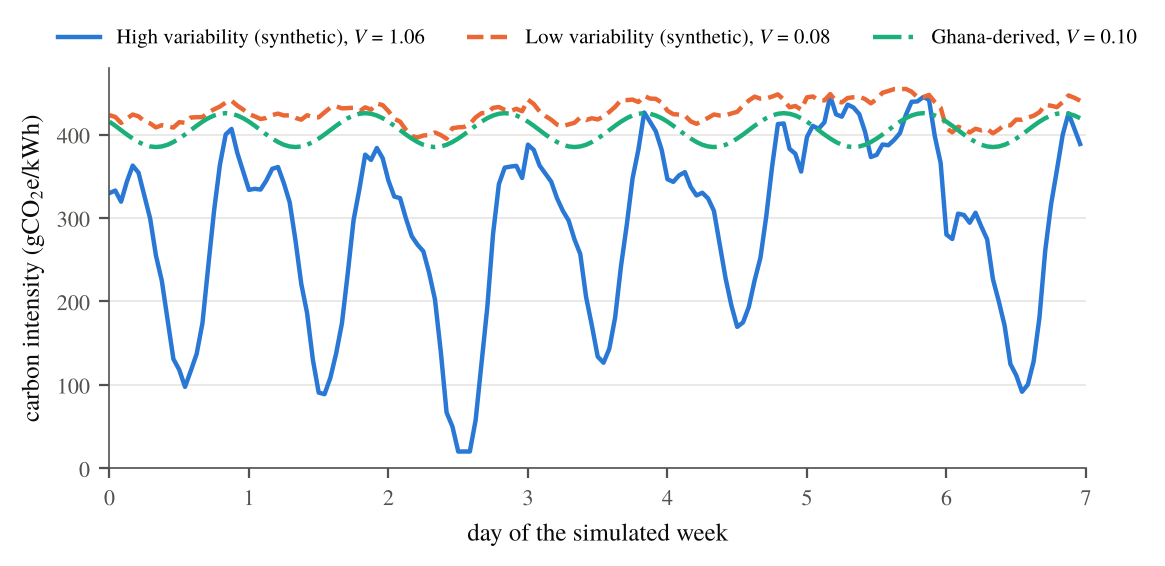 High variability (synthetic), V = 1.06
Low variability (synthetic), V = 0.08
Ghana-derived, V = 0.10
carbon intensity (gCO₂e/kWh)
400
300
200
100
0
0 1 2 3 4 5 6 7
day of the simulated week